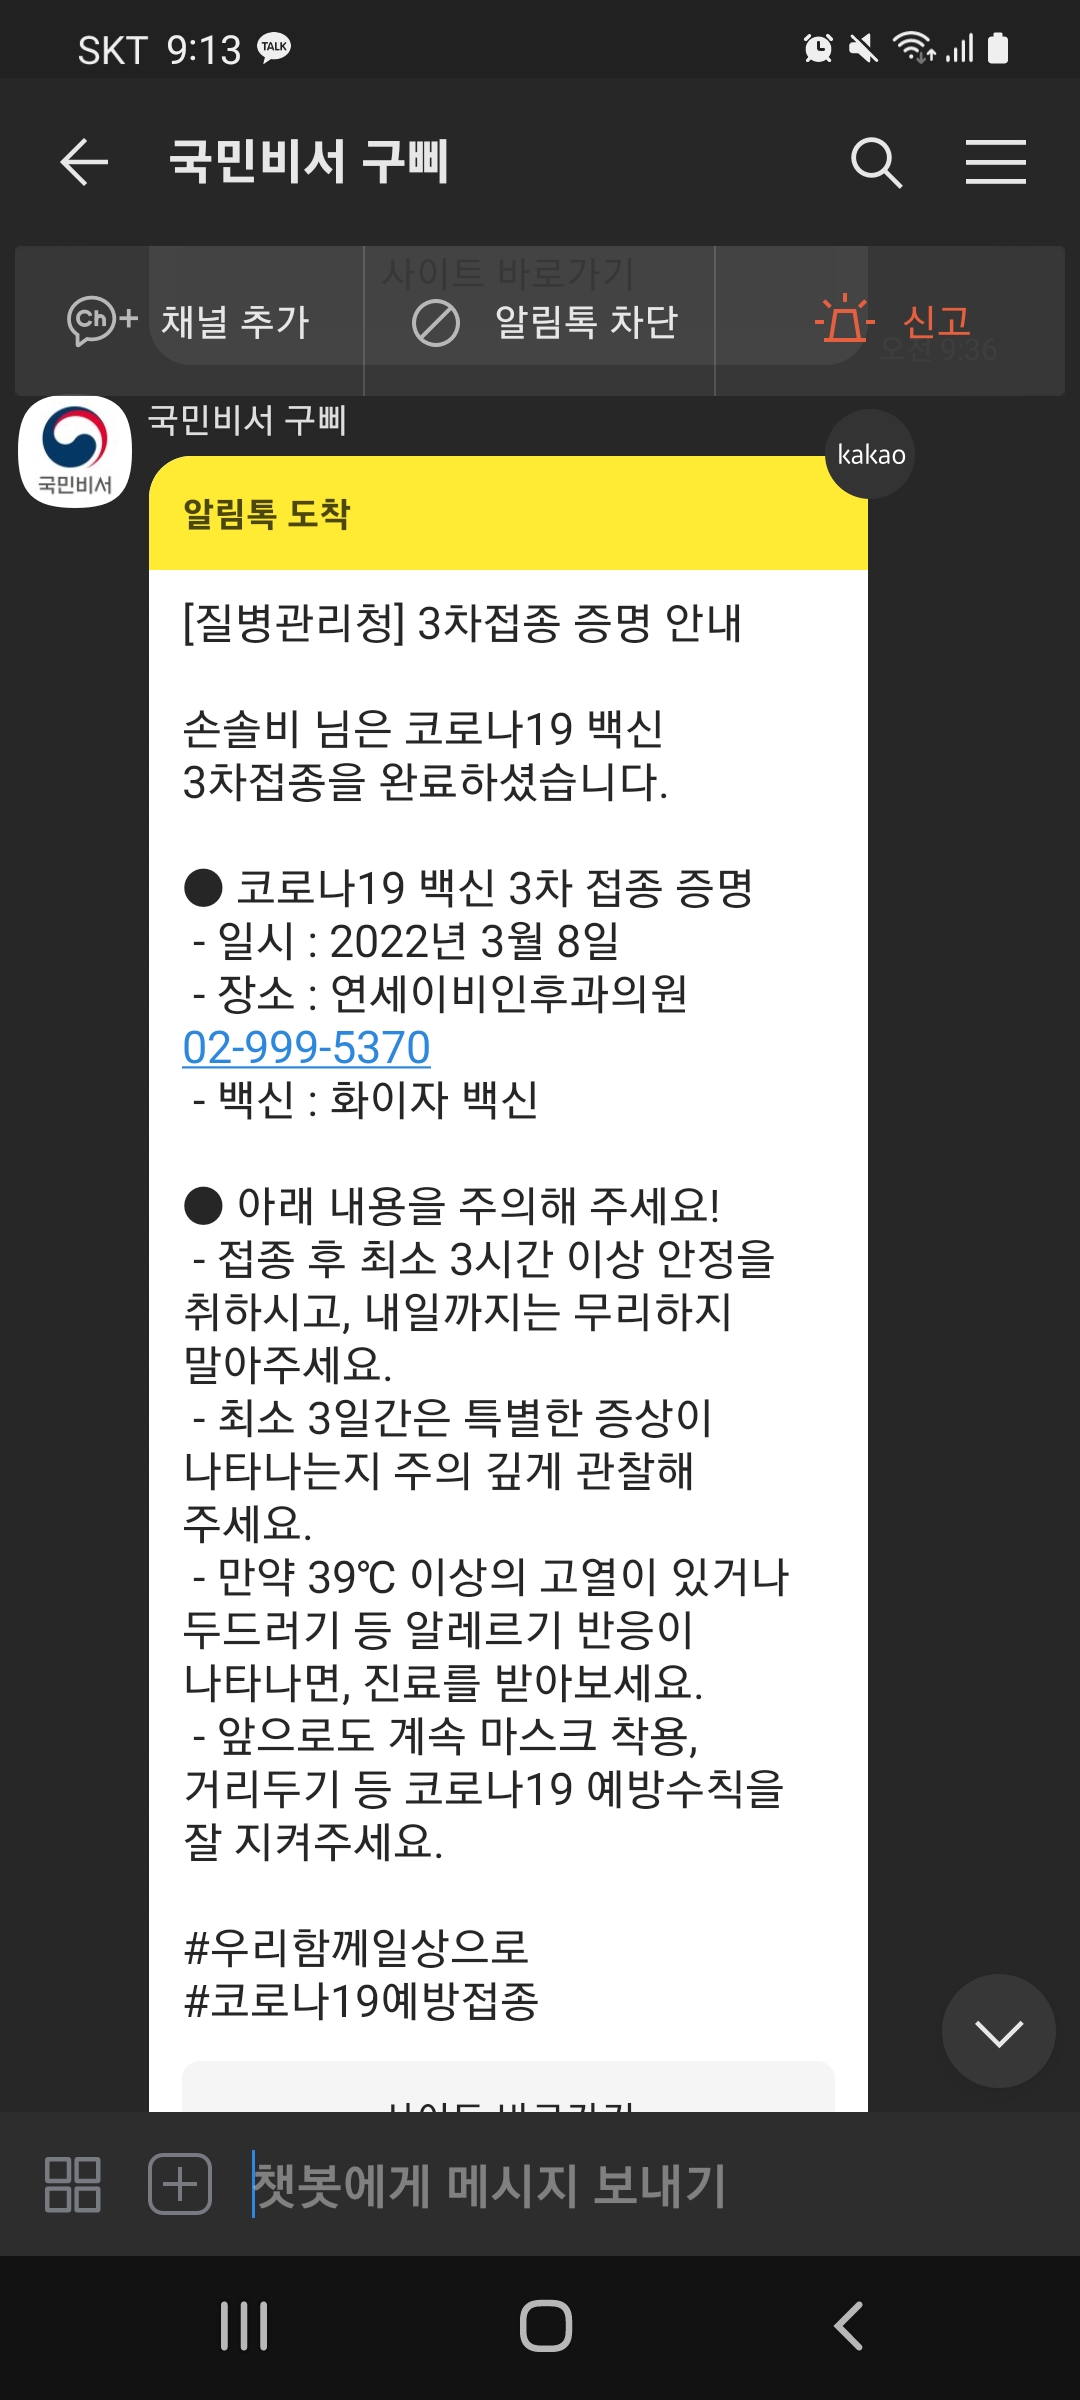 SKT 9:13 TALK
국민비서 구삐
사이트 바로가기
Ch+ 채널 추가
알림톡 차단
신고
오전 9:36
국민비서
국민비서 구삐
kakao
알림톡 도착
[질병관리청] 3차접종 증명 안내
손솔비 님은 코로나19 백신
3차접종을 완료하셨습니다.
● 코로나19 백신 3차 접종 증명
- 일시 : 2022년 3월 8일
- 장소 : 연세이비인후과의원
02-999-5370
- 백신 : 화이자 백신
● 아래 내용을 주의해 주세요!
- 접종 후 최소 3시간 이상 안정을
취하시고, 내일까지는 무리하지
말아주세요.
- 최소 3일간은 특별한 증상이
나타나는지 주의 깊게 관찰해
주세요.
- 만약 39℃ 이상의 고열이 있거나
두드러기 등 알레르기 반응이
나타나면, 진료를 받아보세요.
- 앞으로도 계속 마스크 착용,
거리두기 등 코로나19 예방수칙을
잘 지켜주세요.
#우리함께일상으로
#코로나19예방접종
사이트 바로가기
챗봇에게 메시지 보내기